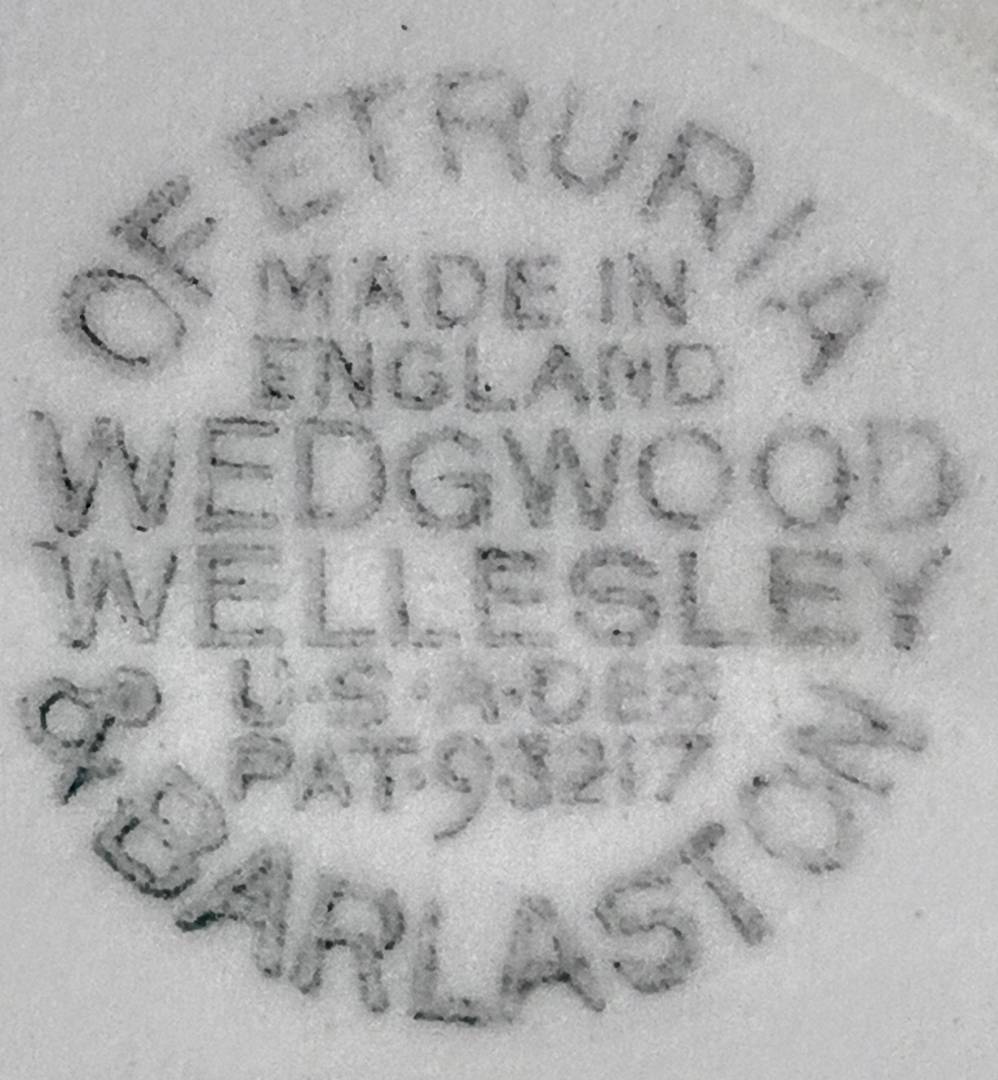 OF ETRURIA
MADE IN
ENGLAND
WEDGWOOD
WELLESLEY
U·S·A·DES
PAT·93217
& BARLASTON